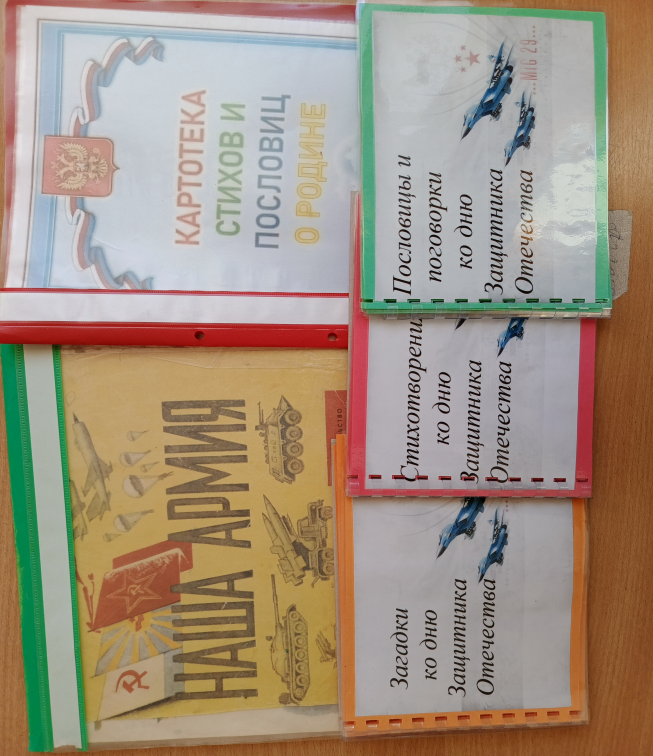 КАРТОТЕКА
СТИХОВ И
ПОСЛОВИЦ
О РОДИНЕ
Пословицы и
поговорки
ко дню
Защитника
Отечества
...MIG 29...
Стихотворени
ко дню
Защитника
Отечества
НАША АРМИЯ
Загадки
ко дню
Защитника
Отечества